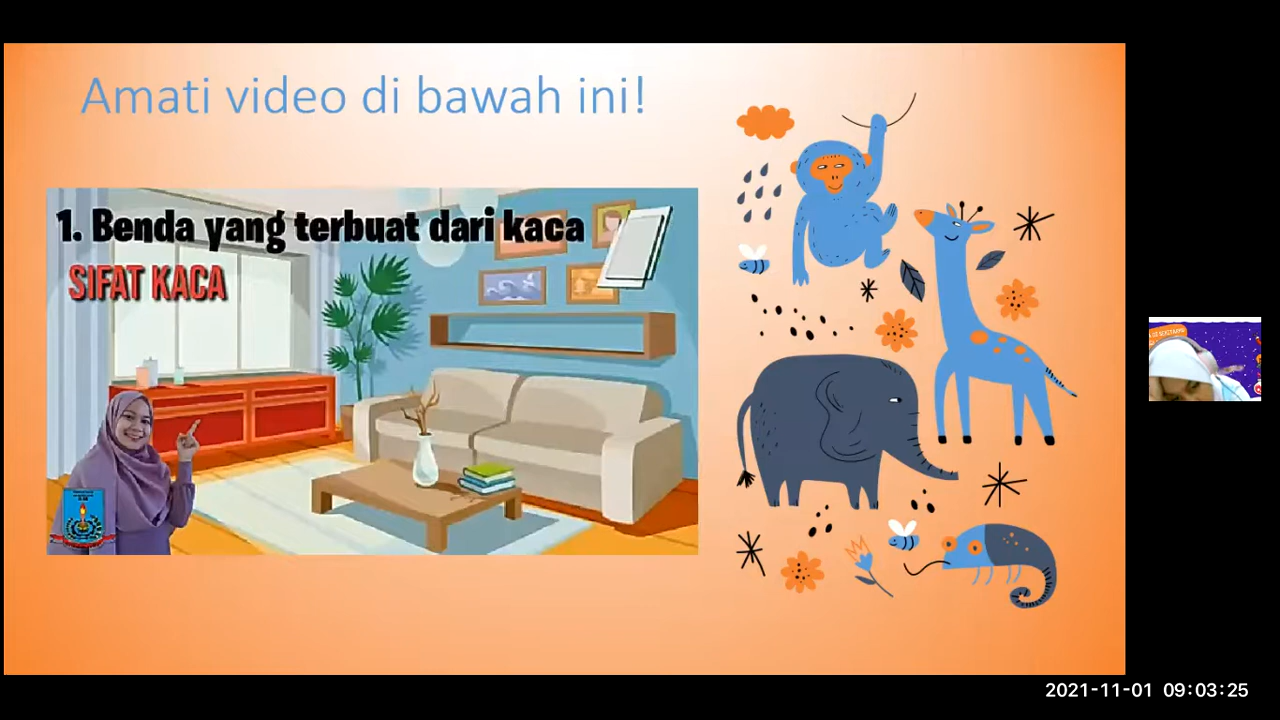 Amati video di bawah ini!
1. Benda yang terbuat dari kaca
SIFAT KACA
2021-11-01 09:03:25